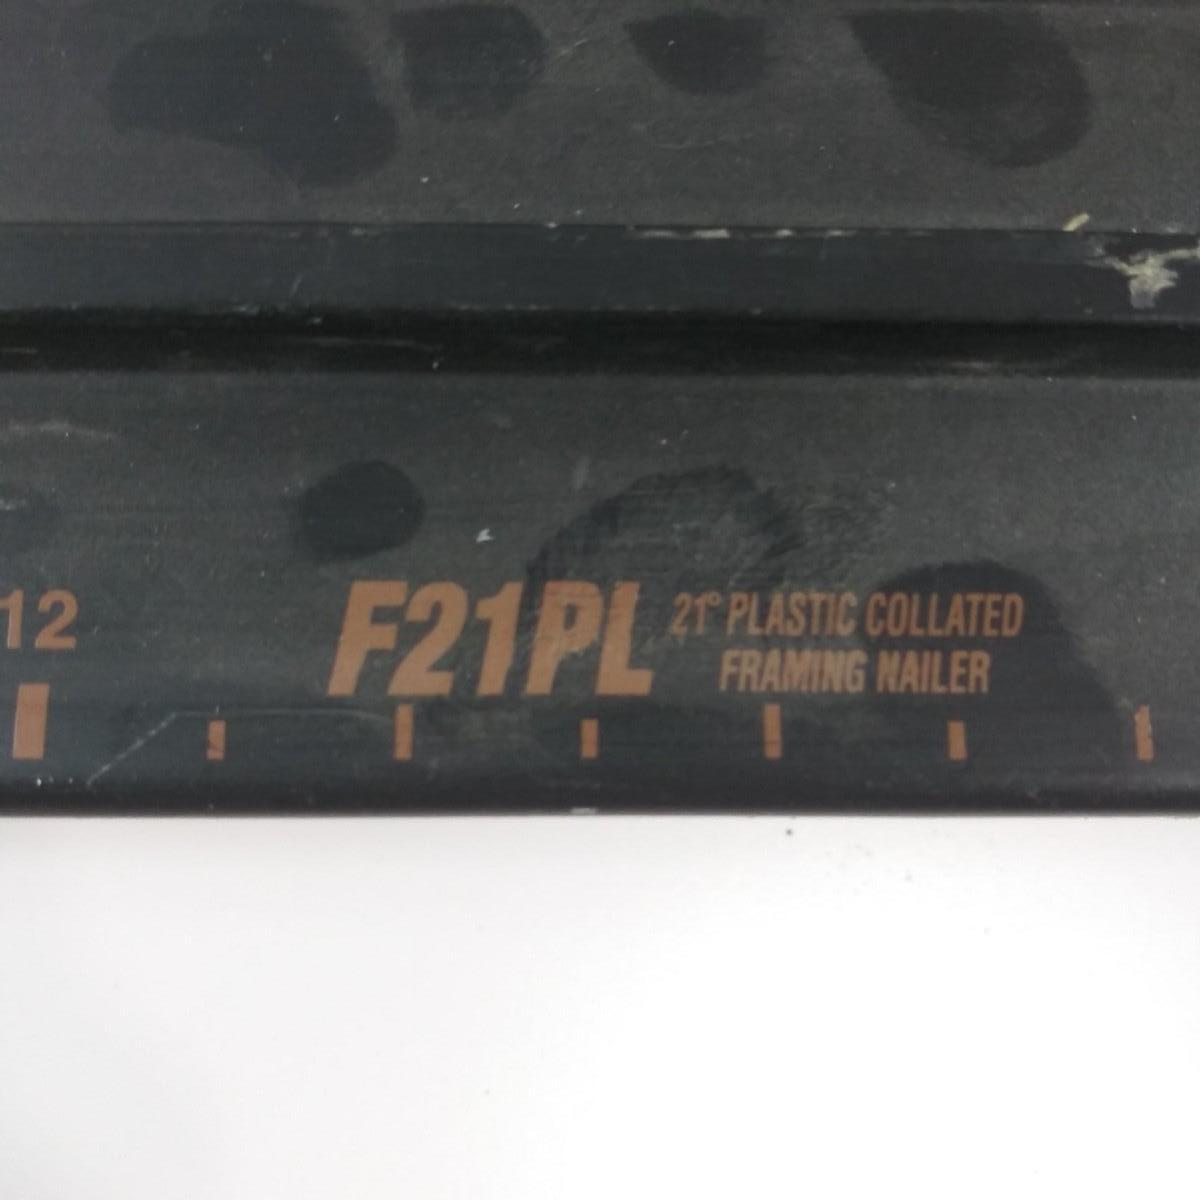 12
F21PL 21° PLASTIC COLLATED
FRAMING NAILER